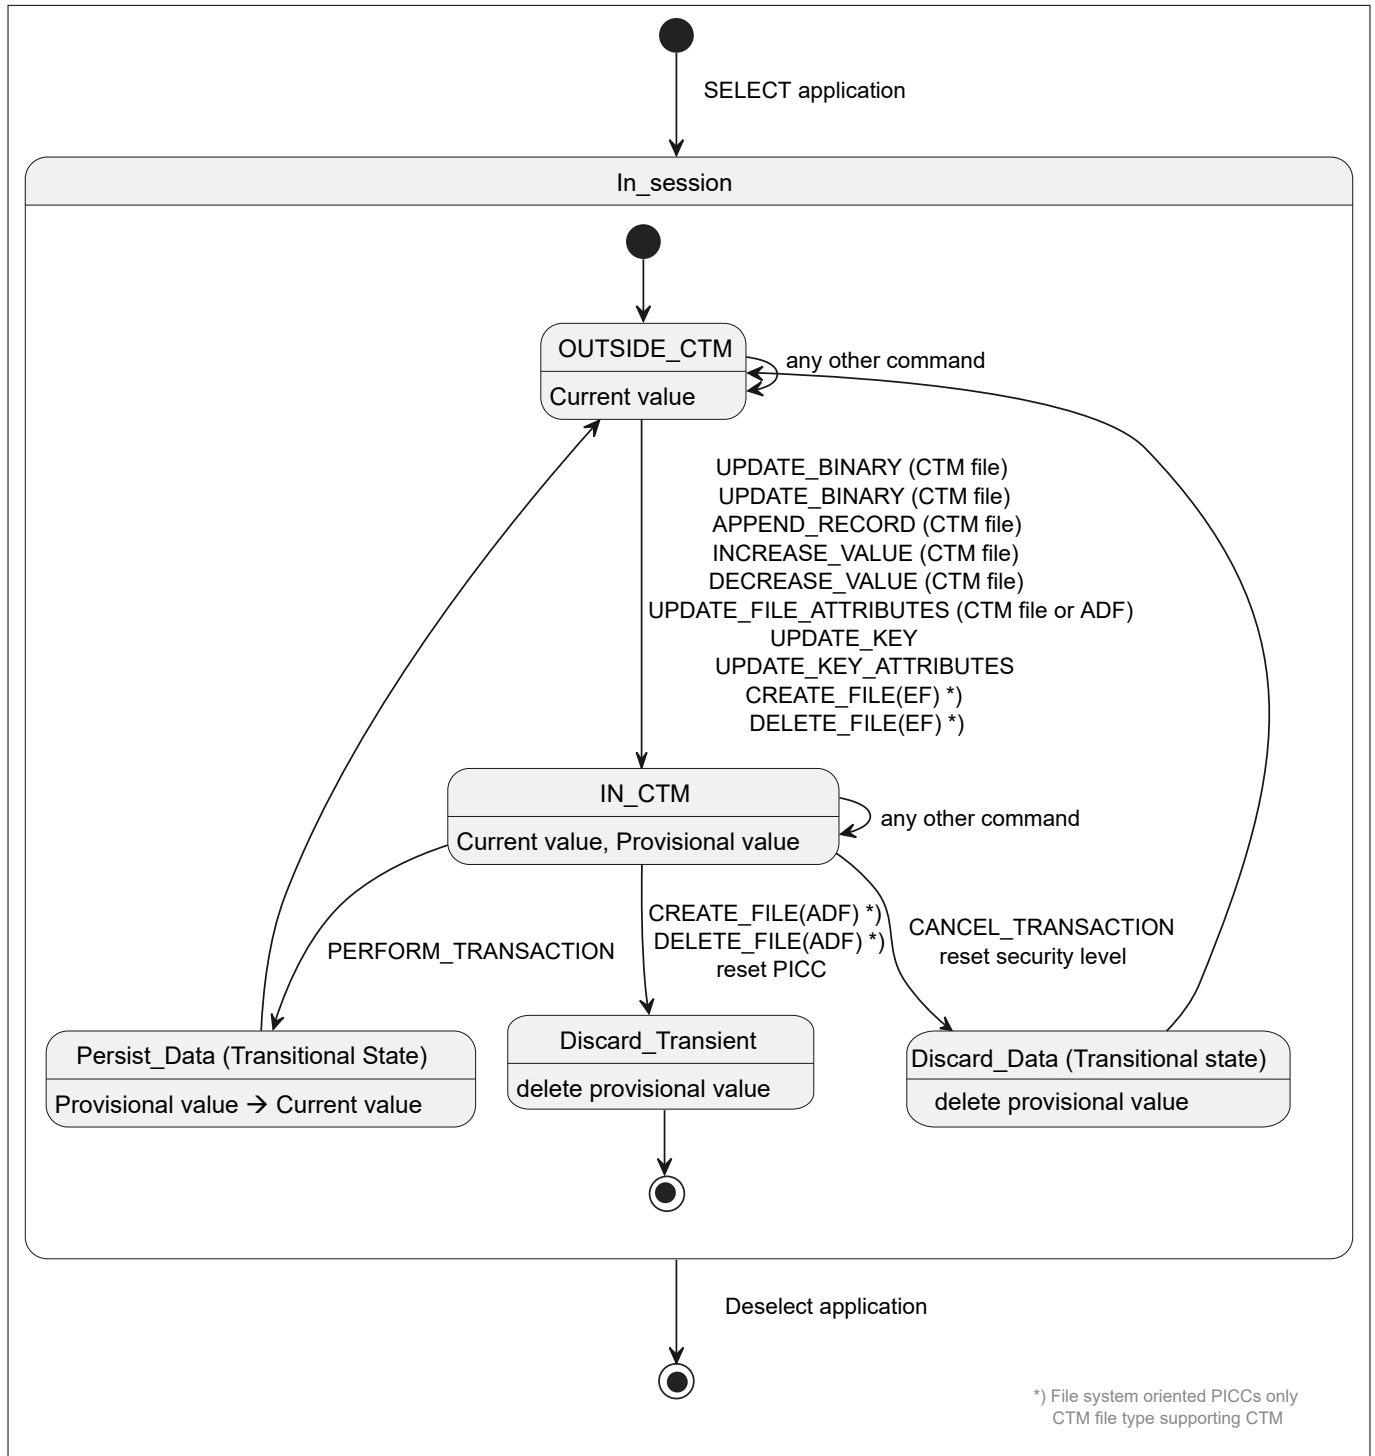 SELECT application
In_session
OUTSIDE_CTM
any other command
Current value
UPDATE_BINARY (CTM file)
UPDATE_BINARY (CTM file)
APPEND_RECORD (CTM file)
INCREASE_VALUE (CTM file)
DECREASE_VALUE (CTM file)
UPDATE_FILE_ATTRIBUTES (CTM file or ADF)
UPDATE_KEY
UPDATE_KEY_ATTRIBUTES
CREATE_FILE(EF) *)
DELETE_FILE(EF) *)
IN_CTM
any other command
Current value, Provisional value
PERFORM_TRANSACTION
CREATE_FILE(ADF) *)
DELETE_FILE(ADF) *)
reset PICC
CANCEL_TRANSACTION
reset security level
Persist_Data (Transitional State)
Provisional value → Current value
Discard_Transient
delete provisional value
Discard_Data (Transitional state)
delete provisional value
Deselect application
*) File system oriented PICCs only
CTM file type supporting CTM